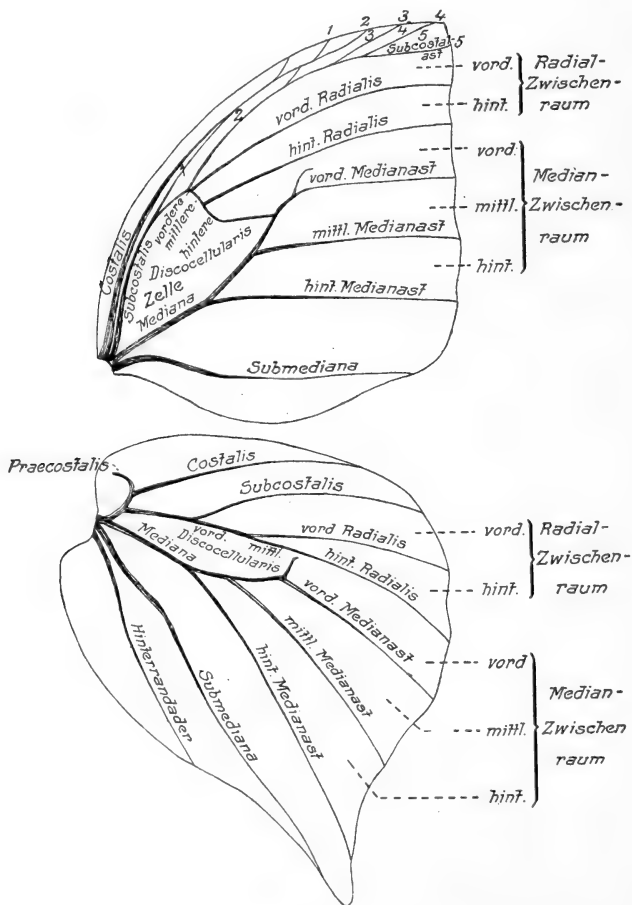 1 2 3 4
3 4 5
Subcostal-5
ast
2
1
vord. Radialis
hint. Radialis
vord. Medianast
mittl. Medianast
hint. Medianast
Submediana
Costalis
Subcostalis
vordere
mittlere
hintere
Discocellularis
Zelle
Mediana
vord.
hint.
Radial-
Zwischen-
raum
vord.
mittl.
hint.
Median-
Zwischen-
raum
Praecostalis
Costalis
Subcostalis
vord Radialis
hint. Radialis
vord. mittl.
Discocellularis
Mediana
vord. Medianast
mittl. Medianast
hint. Medianast
Submediana
Hinterrandader
vord.
hint.
Radial-
Zwischen-
raum
vord
mittl.
hint.
Median-
Zwischen
raum